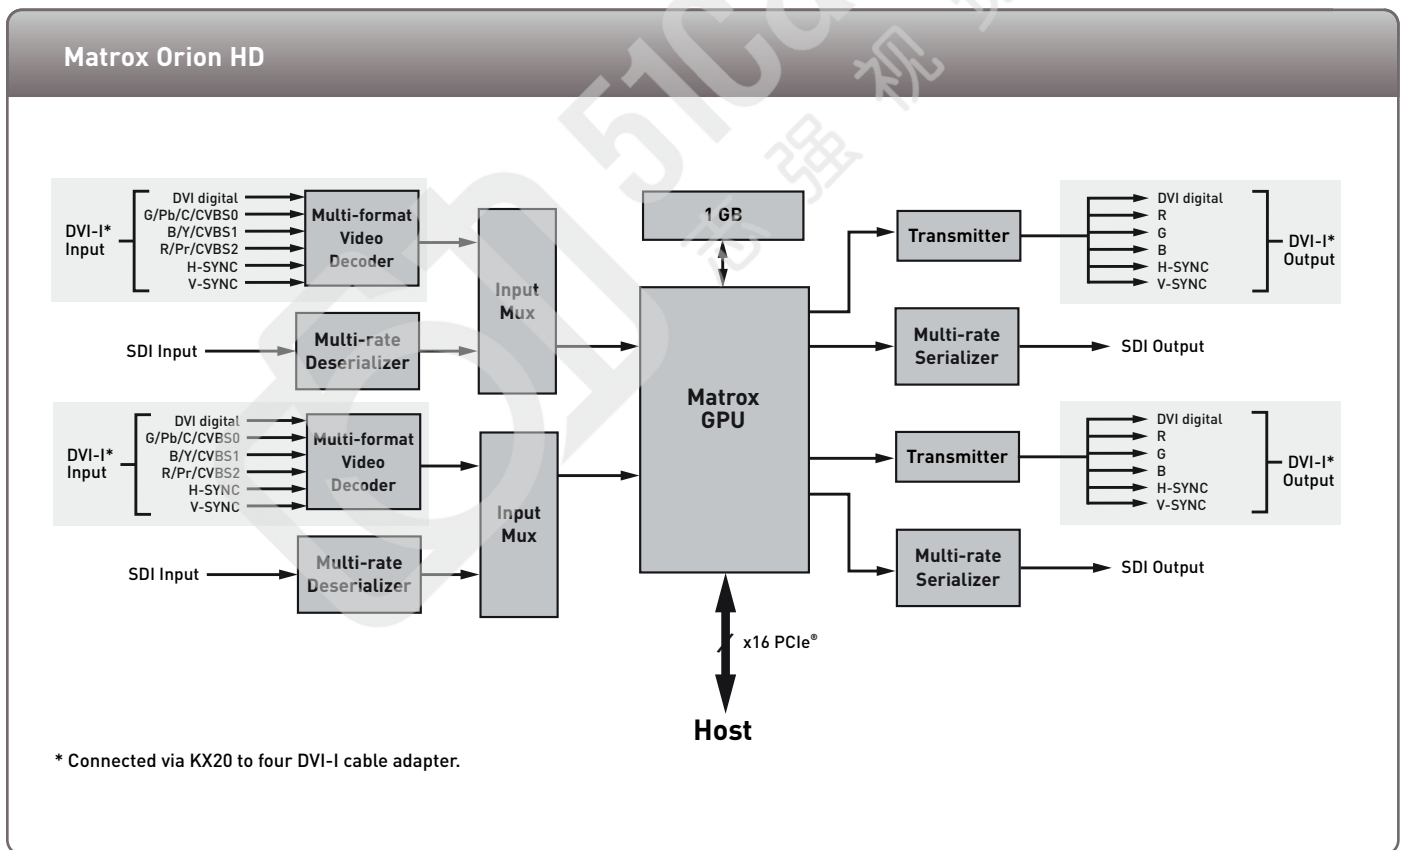 Matrox Orion HD
DVI-I*
Input
DVI digital
G/Pb/C/CVBS0
B/Y/CVBS1
R/Pr/CVBS2
H-SYNC
V-SYNC
Multi-format
Video
Decoder
SDI Input
Multi-rate
Deserializer
Input
Mux
DVI-I*
Input
DVI digital
G/Pb/C/CVBS0
B/Y/CVBS1
R/Pr/CVBS2
H-SYNC
V-SYNC
Multi-format
Video
Decoder
SDI Input
Multi-rate
Deserializer
Input
Mux
1 GB
Matrox
GPU
x16 PCIe®
Host
Transmitter
DVI digital
R
G
B
H-SYNC
V-SYNC
DVI-I*
Output
Multi-rate
Serializer
SDI Output
Transmitter
DVI digital
R
G
B
H-SYNC
V-SYNC
DVI-I*
Output
Multi-rate
Serializer
SDI Output
* Connected via KX20 to four DVI-I cable adapter.
志强视